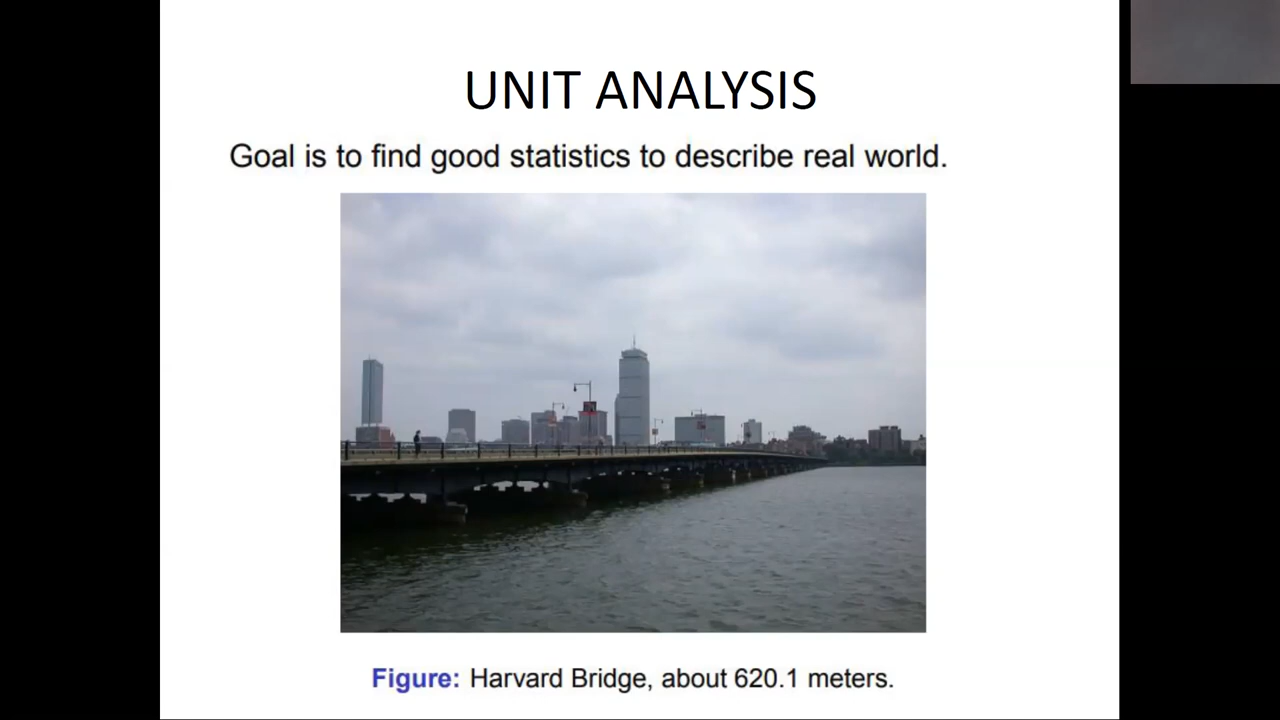 UNIT ANALYSIS
Goal is to find good statistics to describe real world.
Figure: Harvard Bridge, about 620.1 meters.